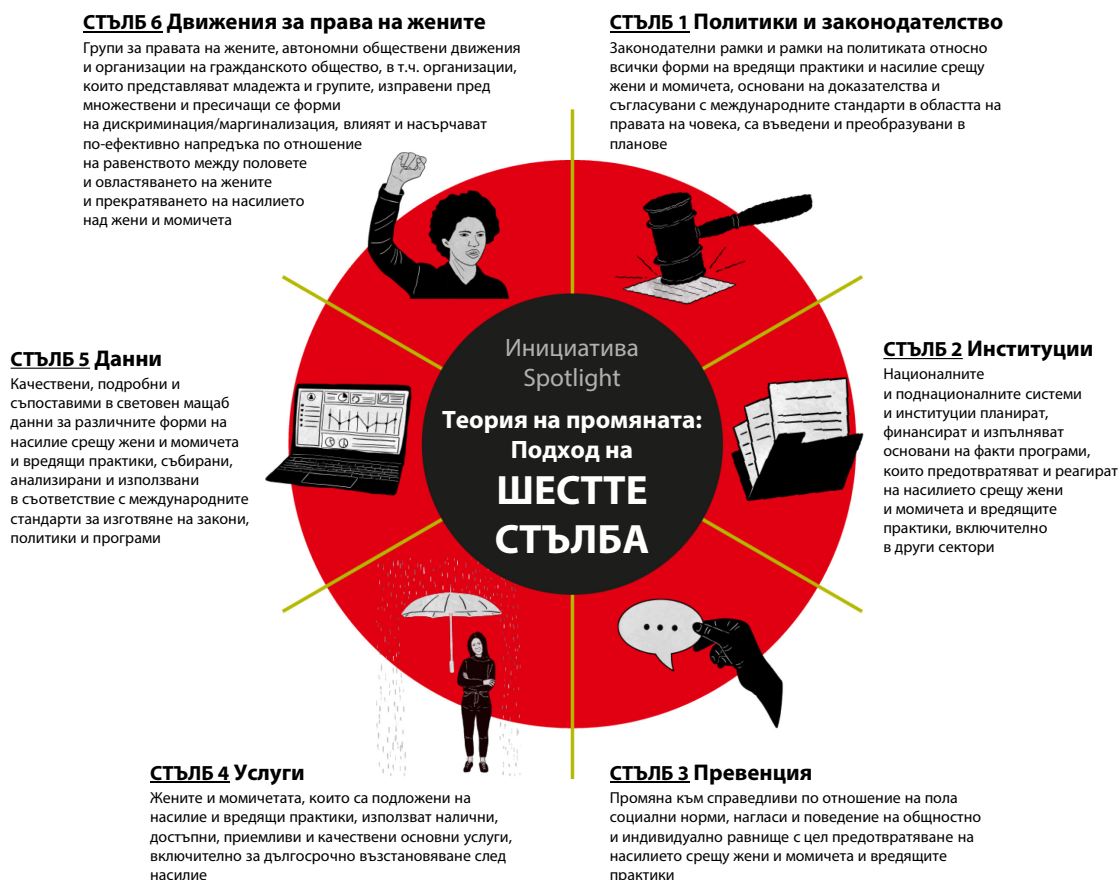 СТЪЛБ 6 Движения за права на жените
Групи за правата на жените, автономни обществени движения
и организации на гражданското общество, в т.ч. организации,
които представляват младежта и групите, изправени пред
множествени и пресичащи се форми
на дискриминация/маргинализация, влияят и насърчават
по-ефективно напредъка по отношение
на равенството между половете
и овластяването на жените
и прекратяването на насилието
над жени и момичета
СТЪЛБ 1 Политики и законодателство
Законодателни рамки и рамки на политиката относно
всички форми на вредящи практики и насилие срещу
жени и момичета, основани на доказателства и
съгласувани с международните стандарти в областта на
правата на човека, са въведени и преобразувани в
планове
СТЪЛБ 5 Данни
Качествени, подробни и
съпоставими в световен мащаб
данни за различните форми на
насилие срещу жени и момичета
и вредящи практики, събирани,
анализирани и използвани
в съответствие с международните
стандарти за изготвяне на закони,
политики и програми
Инициатива
Spotlight
Теория на промяната:
Подход на
ШЕСТТЕ
СТЪЛБА
СТЪЛБ 2 Институции
Националните
и поднационалните системи
и институции планират,
финансират и изпълняват
основани на факти програми,
които предотвратяват и реагират
на насилието срещу жени
и момичета и вредящите
практики, включително
в други сектори
СТЪЛБ 4 Услуги
Жените и момичетата, които са подложени на
насилие и вредящи практики, използват налични,
достъпни, приемливи и качествени основни услуги,
включително за дългосрочно възстановяване след
насилие
СТЪЛБ 3 Превенция
Промяна към справедливи по отношение на пола
социални норми, нагласи и поведение на общностно
и индивидуално равнище с цел предотвратяване на
насилието срещу жени и момичета и вредящите
практики